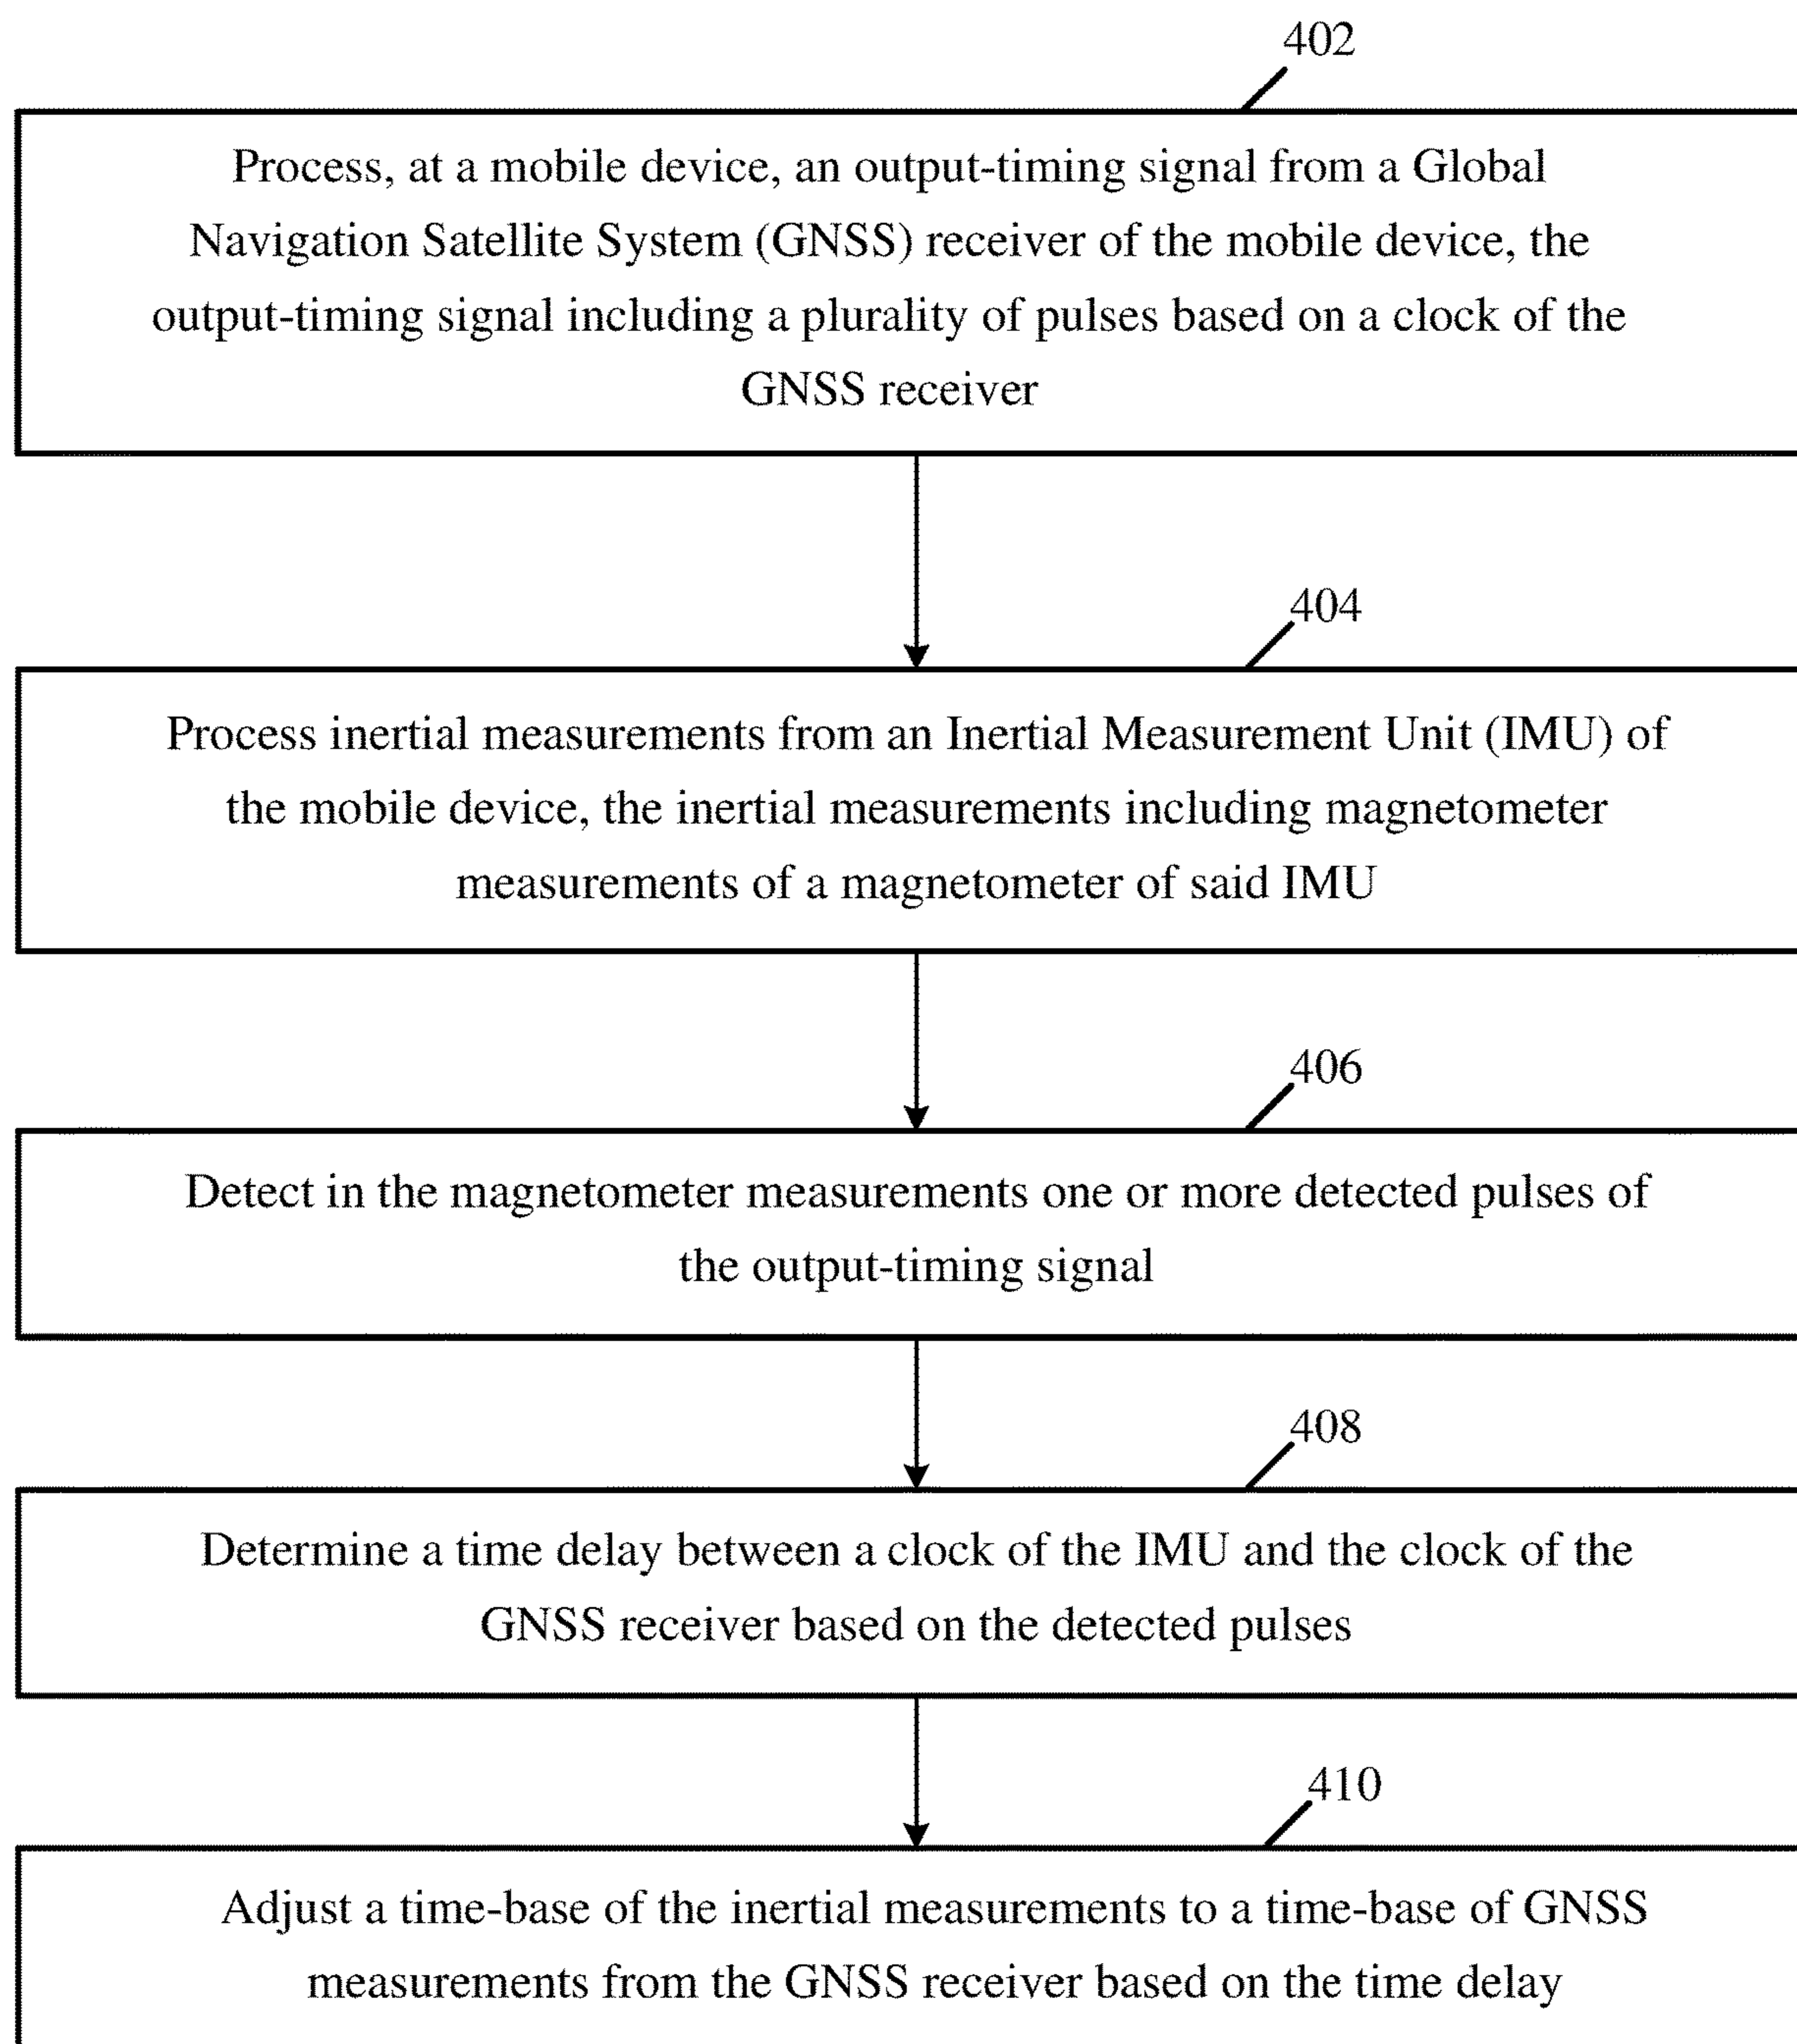 402
Process, at a mobile device, an output-timing signal from a Global
Navigation Satellite System (GNSS) receiver of the mobile device, the
output-timing signal including a plurality of pulses based on a clock of the
GNSS receiver
404
Process inertial measurements from an Inertial Measurement Unit (IMU) of
the mobile device, the inertial measurements including magnetometer
measurements of a magnetometer of said IMU
406
Detect in the magnetometer measurements one or more detected pulses of
the output-timing signal
408
Determine a time delay between a clock of the IMU and the clock of the
GNSS receiver based on the detected pulses
410
Adjust a time-base of the inertial measurements to a time-base of GNSS
measurements from the GNSS receiver based on the time delay